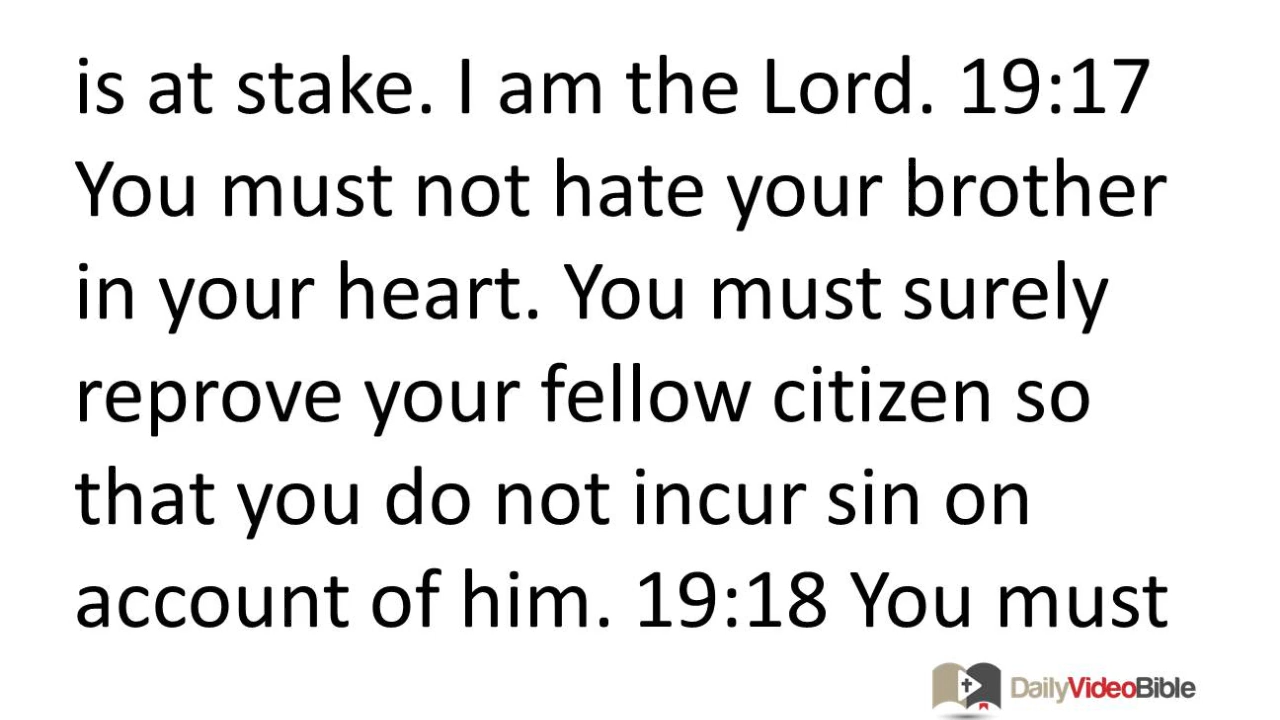 is at stake. I am the Lord. 19:17
You must not hate your brother
in your heart. You must surely
reprove your fellow citizen so
that you do not incur sin on
account of him. 19:18 You must
DailyVideoBible